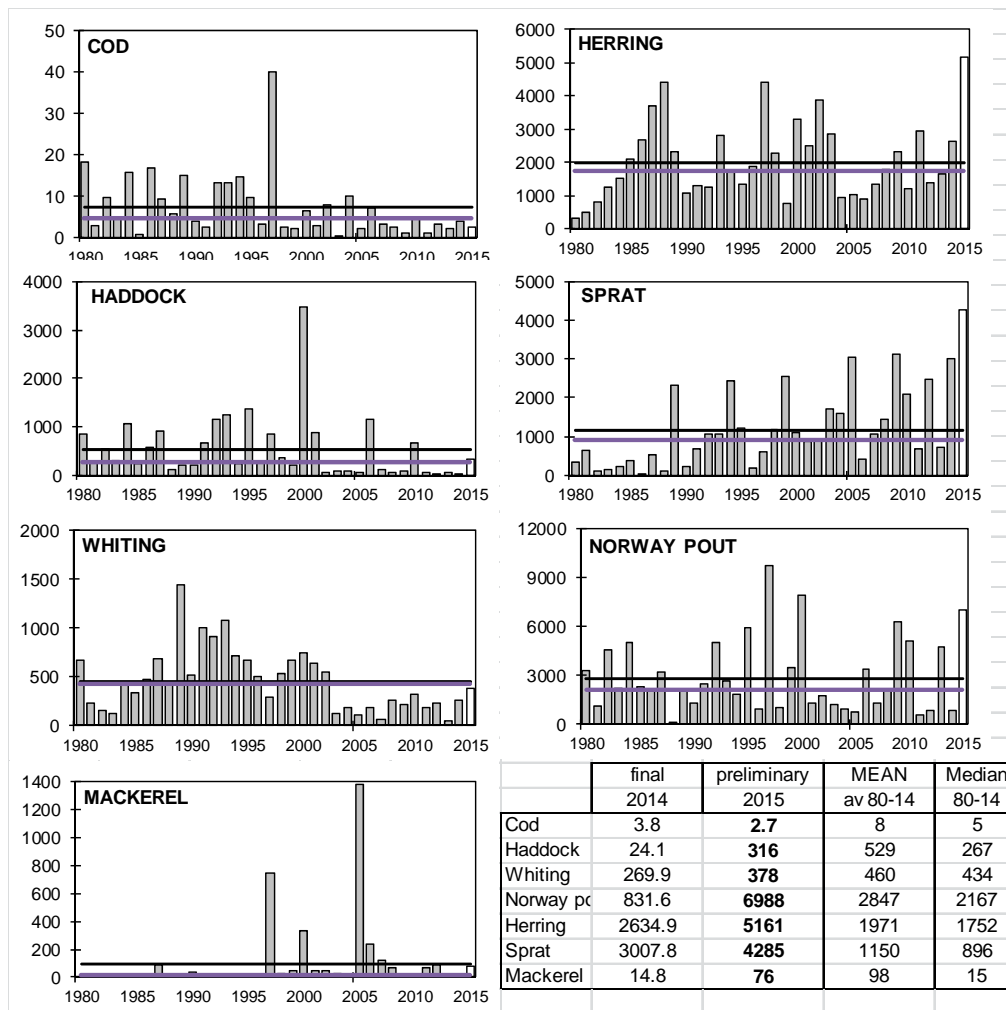 COD
50
40
30
20
10
0
1980 1985 1990 1995 2000 2005 2010 2015
HERRING
6000
5000
4000
3000
2000
1000
0
1980 1985 1990 1995 2000 2005 2010 2015
HADDOCK
4000
3000
2000
1000
0
1980 1985 1990 1995 2000 2005 2010 2015
SPRAT
5000
4000
3000
2000
1000
0
1980 1985 1990 1995 2000 2005 2010 2015
WHITING
2000
1500
1000
500
0
1980 1985 1990 1995 2000 2005 2010 2015
NORWAY POUT
12000
9000
6000
3000
0
1980 1985 1990 1995 2000 2005 2010 2015
MACKEREL
1400
1200
1000
800
600
400
200
0
1980 1985 1990 1995 2000 2005 2010 2015
final preliminary MEAN Median
2014 2015 av 80-14 80-14
Cod 3.8 2.7 8 5
Haddock 24.1 316 529 267
Whiting 269.9 378 460 434
Norway po 831.6 6988 2847 2167
Herring 2634.9 5161 1971 1752
Sprat 3007.8 4285 1150 896
Mackerel 14.8 76 98 15